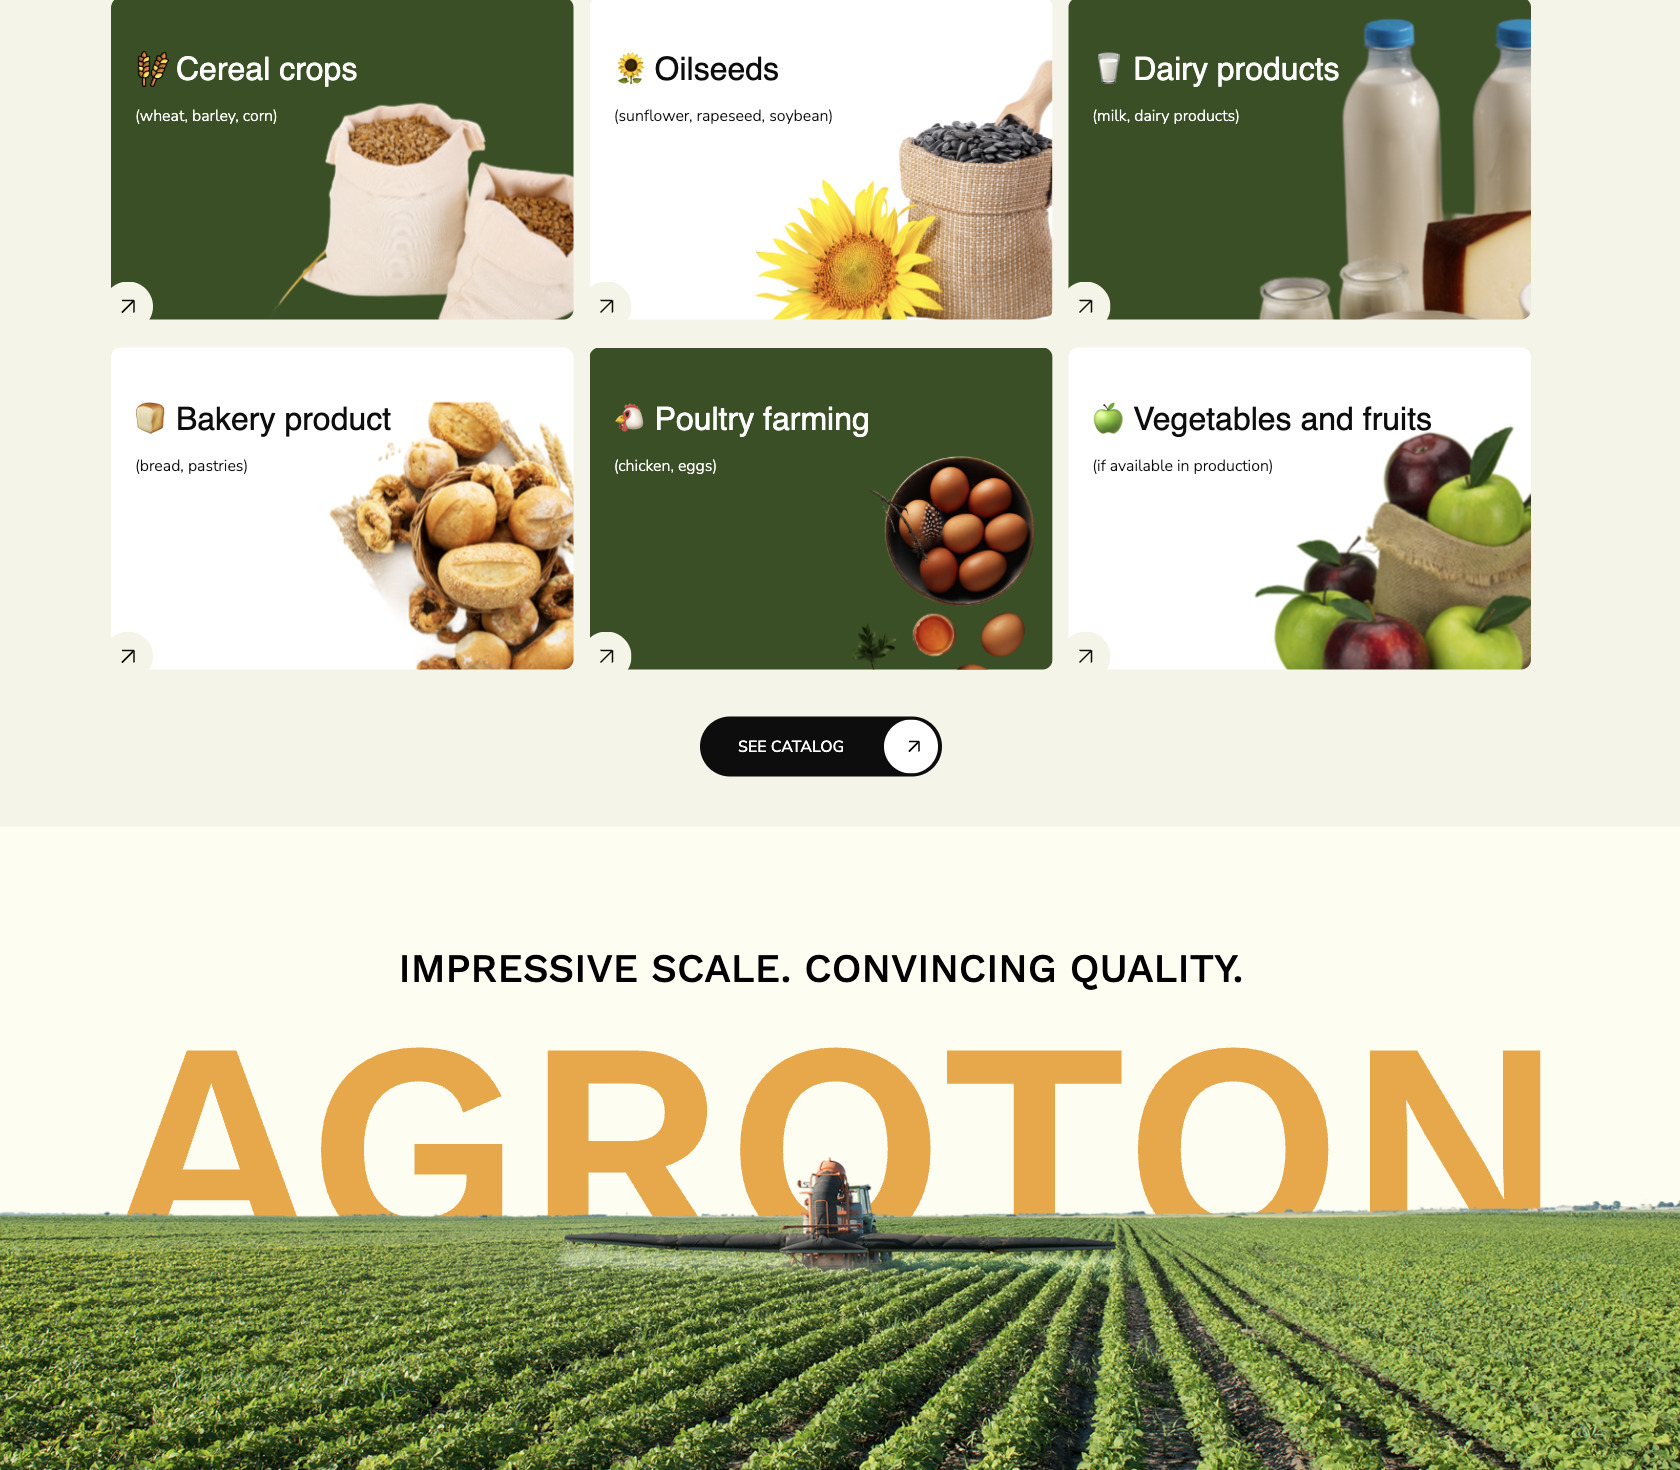 Cereal crops
(wheat, barley, corn)
Oilseeds
(sunflower, rapeseed, soybean)
Dairy products
(milk, dairy products)
Bakery product
(bread, pastries)
Poultry farming
(chicken, eggs)
Vegetables and fruits
(if available in production)
SEE CATALOG
IMPRESSIVE SCALE. CONVINCING QUALITY.
AGROTON